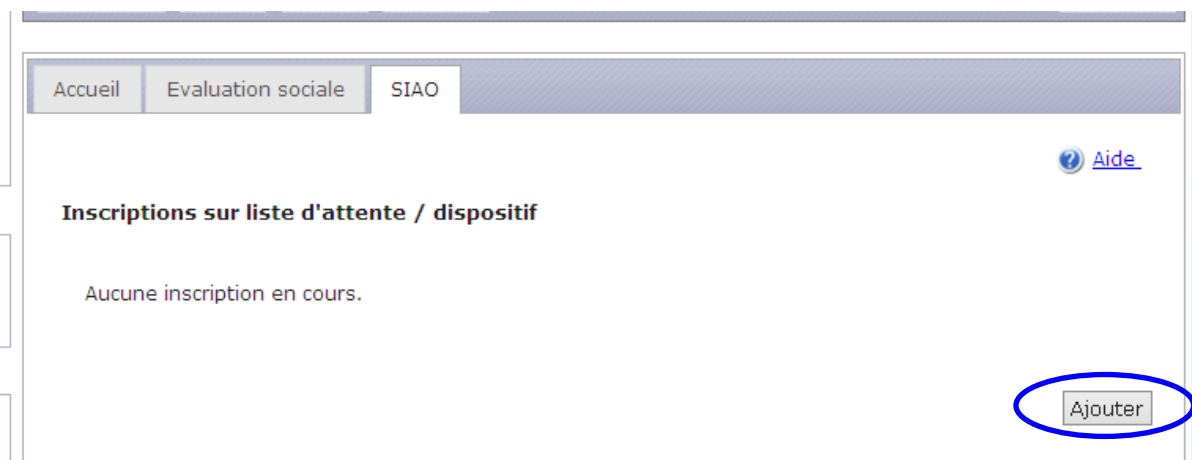 Accueil Evaluation sociale SIAO
Aide
Inscriptions sur liste d'attente / dispositif
Aucune inscription en cours.
Ajouter